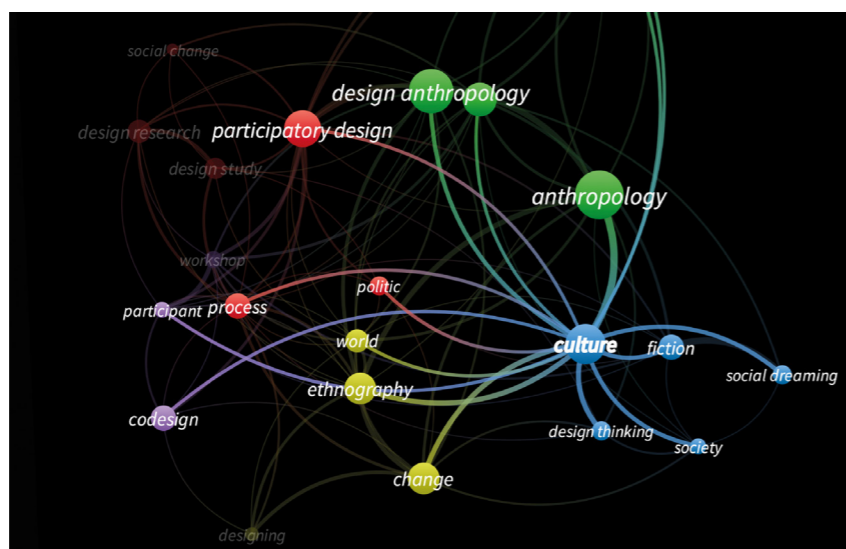 social change
design anthropology
design research
participatory design
design study
anthropology
workshop
politic
participant
process
world
culture
fiction
social dreaming
ethnography
codesign
design thinking
society
change
designing